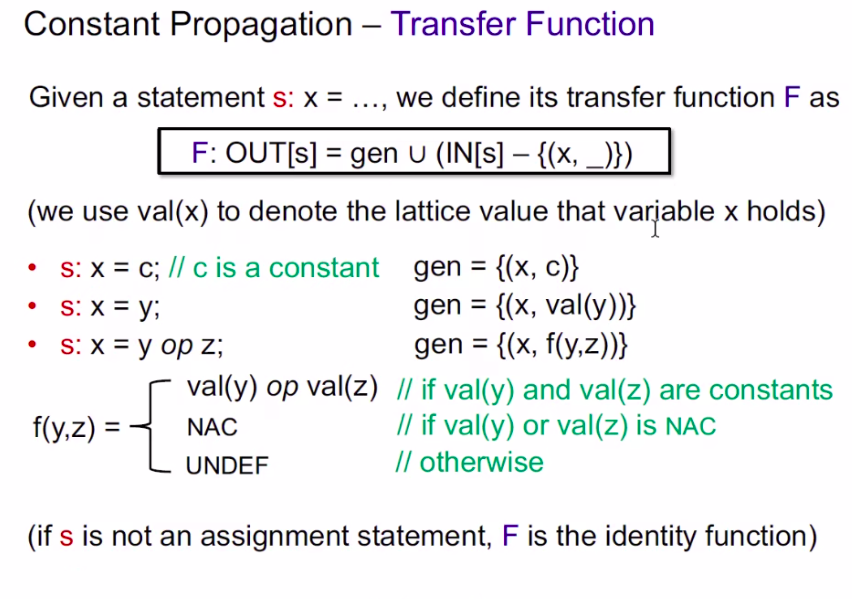 Constant Propagation – Transfer Function
Given a statement s: x = …, we define its transfer function F as
F: OUT[s] = gen ∪ (IN[s] – {(x, _)})
(we use val(x) to denote the lattice value that variable x holds)
• s: x = c; // c is a constant gen = {(x, c)}
• s: x = y; gen = {(x, val(y))}
• s: x = y op z; gen = {(x, f(y,z))}
val(y) op val(z) // if val(y) and val(z) are constants
f(y,z) = NAC // if val(y) or val(z) is NAC
UNDEF // otherwise
(if s is not an assignment statement, F is the identity function)